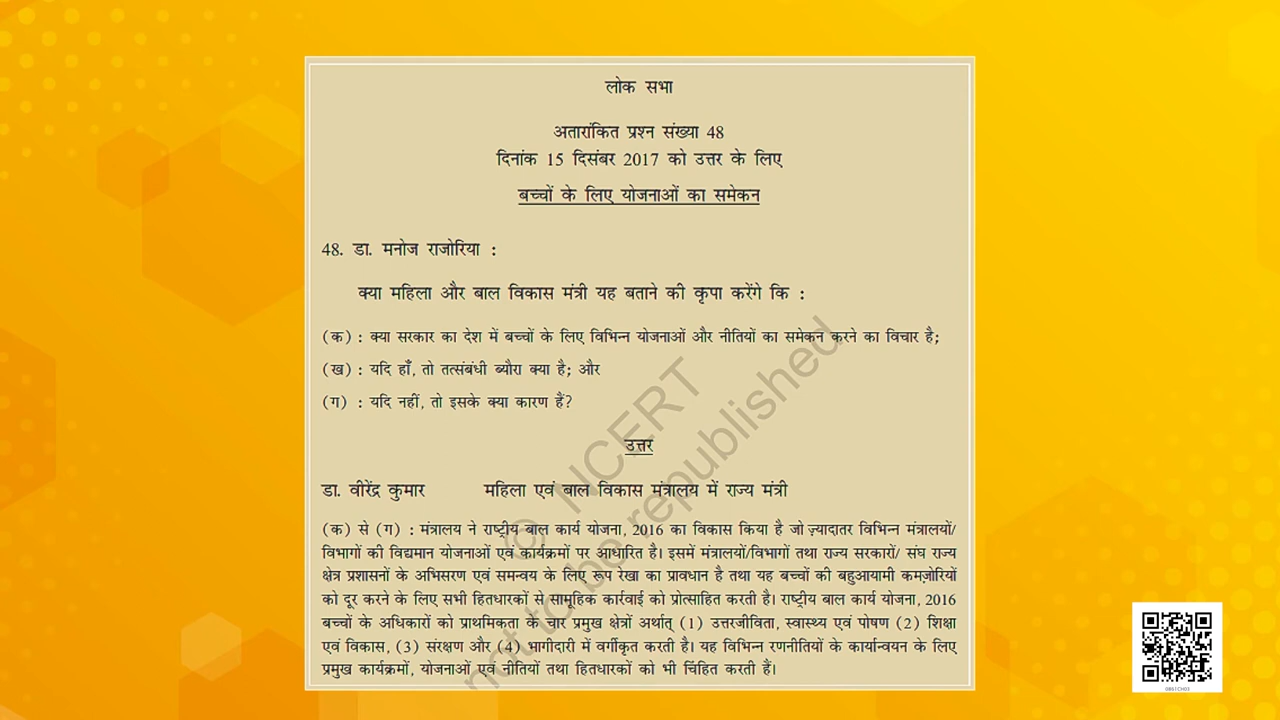 लोक सभा
अतारांकित प्रश्न संख्या 48
दिनांक 15 दिसंबर 2017 को उत्तर के लिए
बच्चों के लिए योजनाओं का समेकन
48. डा. मनोज राजोरिया :
क्या महिला और बाल विकास मंत्री यह बताने की कृपा करेंगे कि :
(क) : क्या सरकार का देश में बच्चों के लिए विभिन्न योजनाओं और नीतियों का समेकन करने का विचार है;
(ख) : यदि हाँ, तो तत्संबंधी ब्यौरा क्या है; और
(ग) : यदि नहीं, तो इसके क्या कारण हैं?
उत्तर
डा. वीरेंद्र कुमार महिला एवं बाल विकास मंत्रालय में राज्य मंत्री
(क) से (ग) : मंत्रालय ने राष्ट्रीय बाल कार्य योजना, 2016 का विकास किया है जो ज़्यादातर विभिन्न मंत्रालयों/
विभागों की विद्यमान योजनाओं एवं कार्यक्रमों पर आधारित है। इसमें मंत्रालयों/विभागों तथा राज्य सरकारों/ संघ राज्य
क्षेत्र प्रशासनों के अभिसरण एवं समन्वय के लिए रूप रेखा का प्रावधान है तथा यह बच्चों की बहुआयामी कमज़ोरियों
को दूर करने के लिए सभी हितधारकों से सामूहिक कार्रवाई को प्रोत्साहित करती है। राष्ट्रीय बाल कार्य योजना, 2016
बच्चों के अधिकारों को प्राथमिकता के चार प्रमुख क्षेत्रों अर्थात् (1) उत्तरजीविता, स्वास्थ्य एवं पोषण (2) शिक्षा
एवं विकास, (3) संरक्षण और (4) भागीदारी में वर्गीकृत करती है। यह विभिन्न रणनीतियों के कार्यान्वयन के लिए
प्रमुख कार्यक्रमों, योजनाओं एवं नीतियों तथा हितधारकों को भी चिंहित करती हैं।
© NCERT
not to be republished
0861CH03